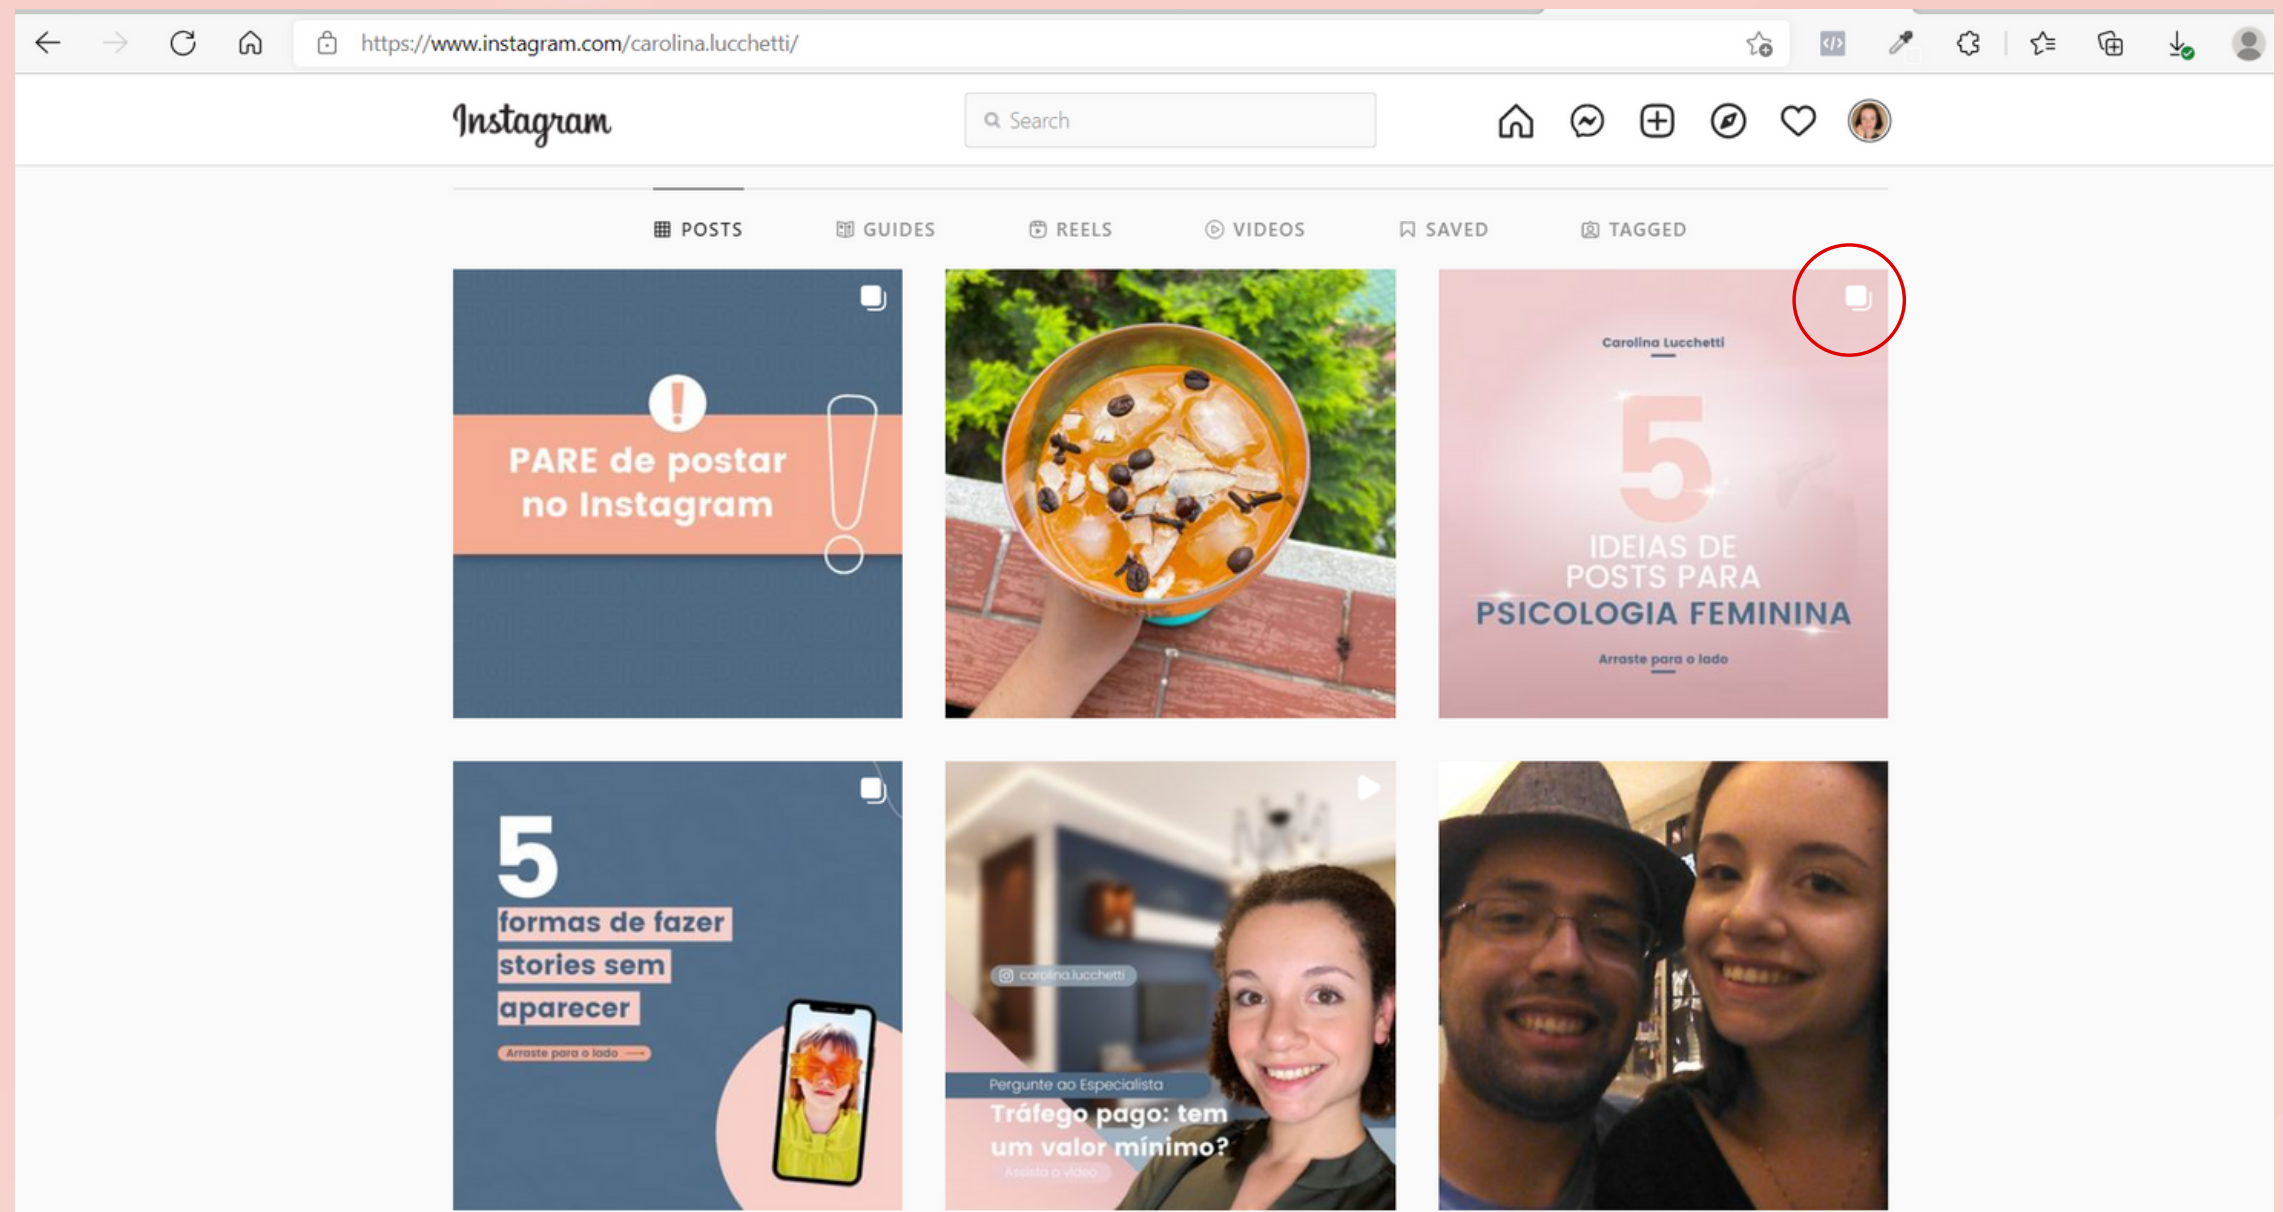 https://www.instagram.com/carolina.lucchetti/
Instagram
Search
POSTS
GUIDES
REELS
VIDEOS
SAVED
TAGGED
PARE de postar
no Instagram
Carolina Lucchetti
5
IDEIAS DE
POSTS PARA
PSICOLOGIA FEMININA
Arraste para o lado
5
formas de fazer
stories sem
aparecer
Arraste para o lado
carolina.lucchetti
Pergunte ao Especialista
Tráfego pago: tem
um valor mínimo?
Assista o vídeo